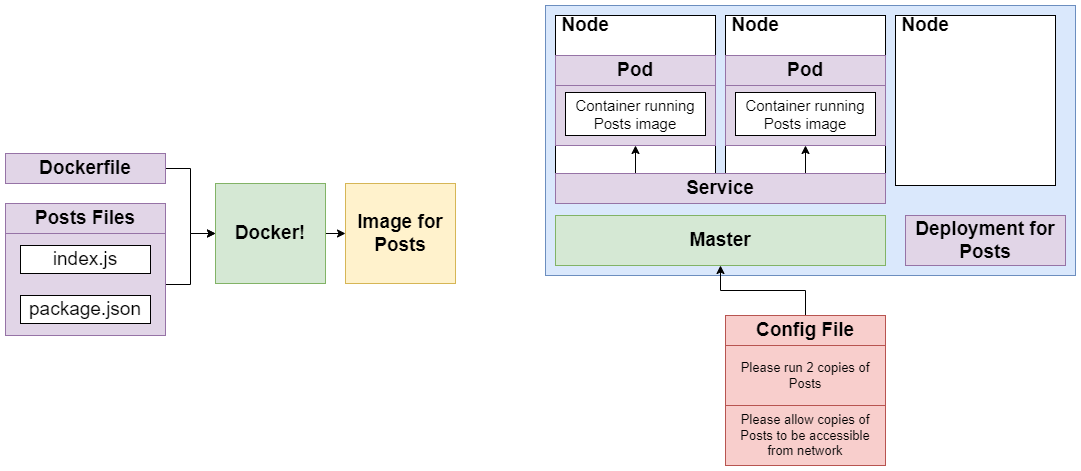 Dockerfile
Posts Files
index.js
package.json
Docker!
Image for
Posts
Node
Node
Node
Pod
Pod
Container running
Posts image
Container running
Posts image
Service
Master
Deployment for
Posts
Config File
Please run 2 copies of
Posts
Please allow copies of
Posts to be accessible
from network